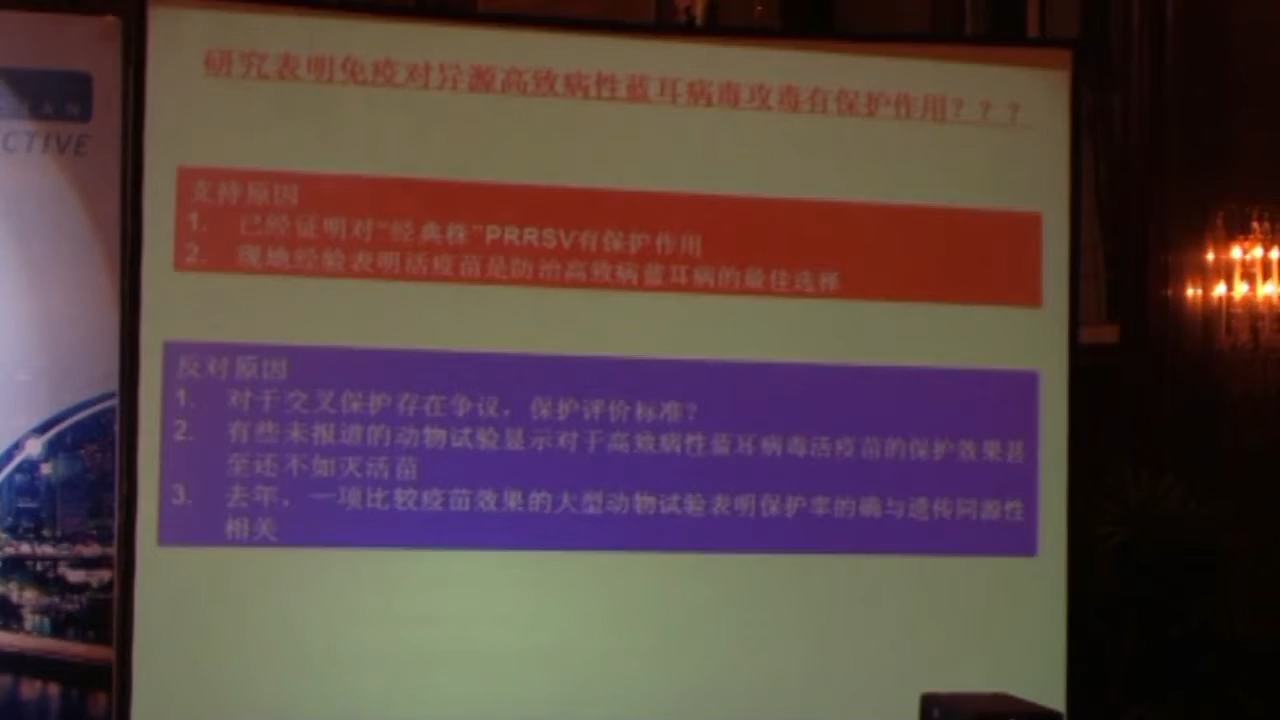 AN
CTIVE
研究表明免疫对异源高致病性蓝耳病毒攻毒有保护作用？？？
支持原因
1. 已经证明对“经典株”PRRSV有保护作用
2. 现地经验表明活疫苗是防治高致病蓝耳病的最佳选择
反对原因
1. 对于交叉保护存在争议，保护评价标准？
2. 有些未报道的动物试验显示对于高致病性蓝耳病毒活疫苗的保护效果甚
至还不如灭活苗
3. 去年，一项比较疫苗效果的大型动物试验表明保护率的确与遗传同源性
相关